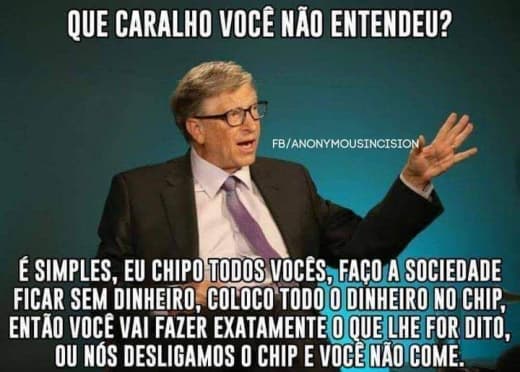 QUE CARALHO VOCÊ NÃO ENTENDEU?
FB/ANONYMOUSINCISION
É SIMPLES, EU CHIPO TODOS VOCÊS, FAÇO A SOCIEDADE
FICAR SEM DINHEIRO, COLOCO TODO O DINHEIRO NO CHIP,
ENTÃO VOCÊ VAI FAZER EXATAMENTE O QUE LHE FOR DITO,
OU NÓS DESLIGAMOS O CHIP E VOCÊ NÃO COME.